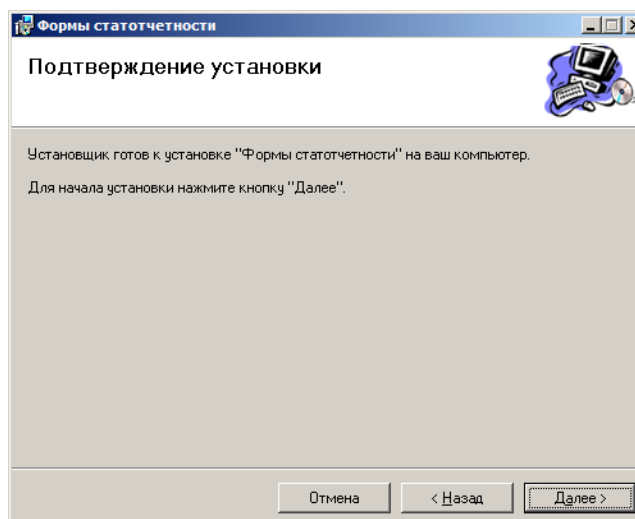 Формы статотчетности
Подтверждение установки
Установщик готов к установке "Формы статотчетности" на ваш компьютер.
Для начала установки нажмите кнопку "Далее".
Отмена
< Назад
Далее >